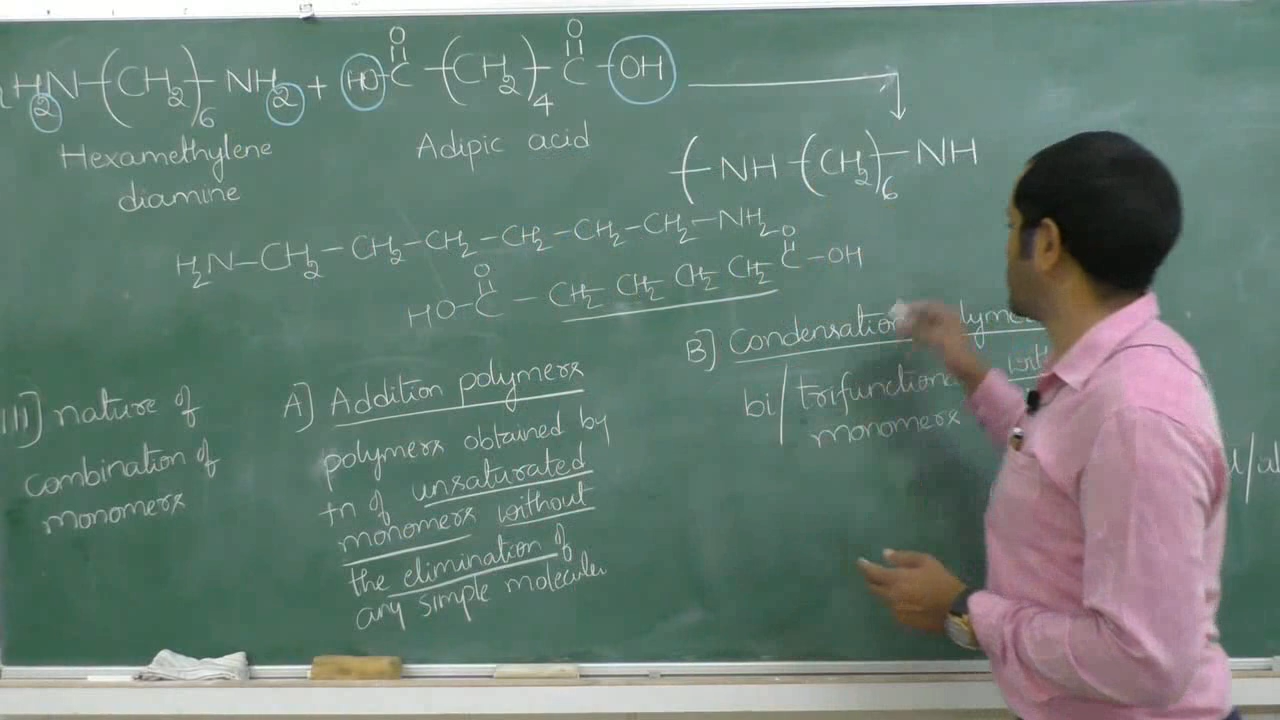 H2N-(CH2)6-NH2 + HO-C(=O)-(CH2)4-C(=O)-OH
Hexamethylene
diamine
Adipic acid
(-NH-(CH2)6-NH
H2N-CH2-CH2-CH2-CH2-CH2-CH2-NH2
HO-C(=O)-CH2 CH2 CH2 CH2 C(=O)-OH
III] nature of
combination of
monomers
A] Addition polymers
polymers obtained by
rn of unsaturated
monomers without
the elimination of
any simple molecules
B] Condensation
bi/trifunctional
monomers